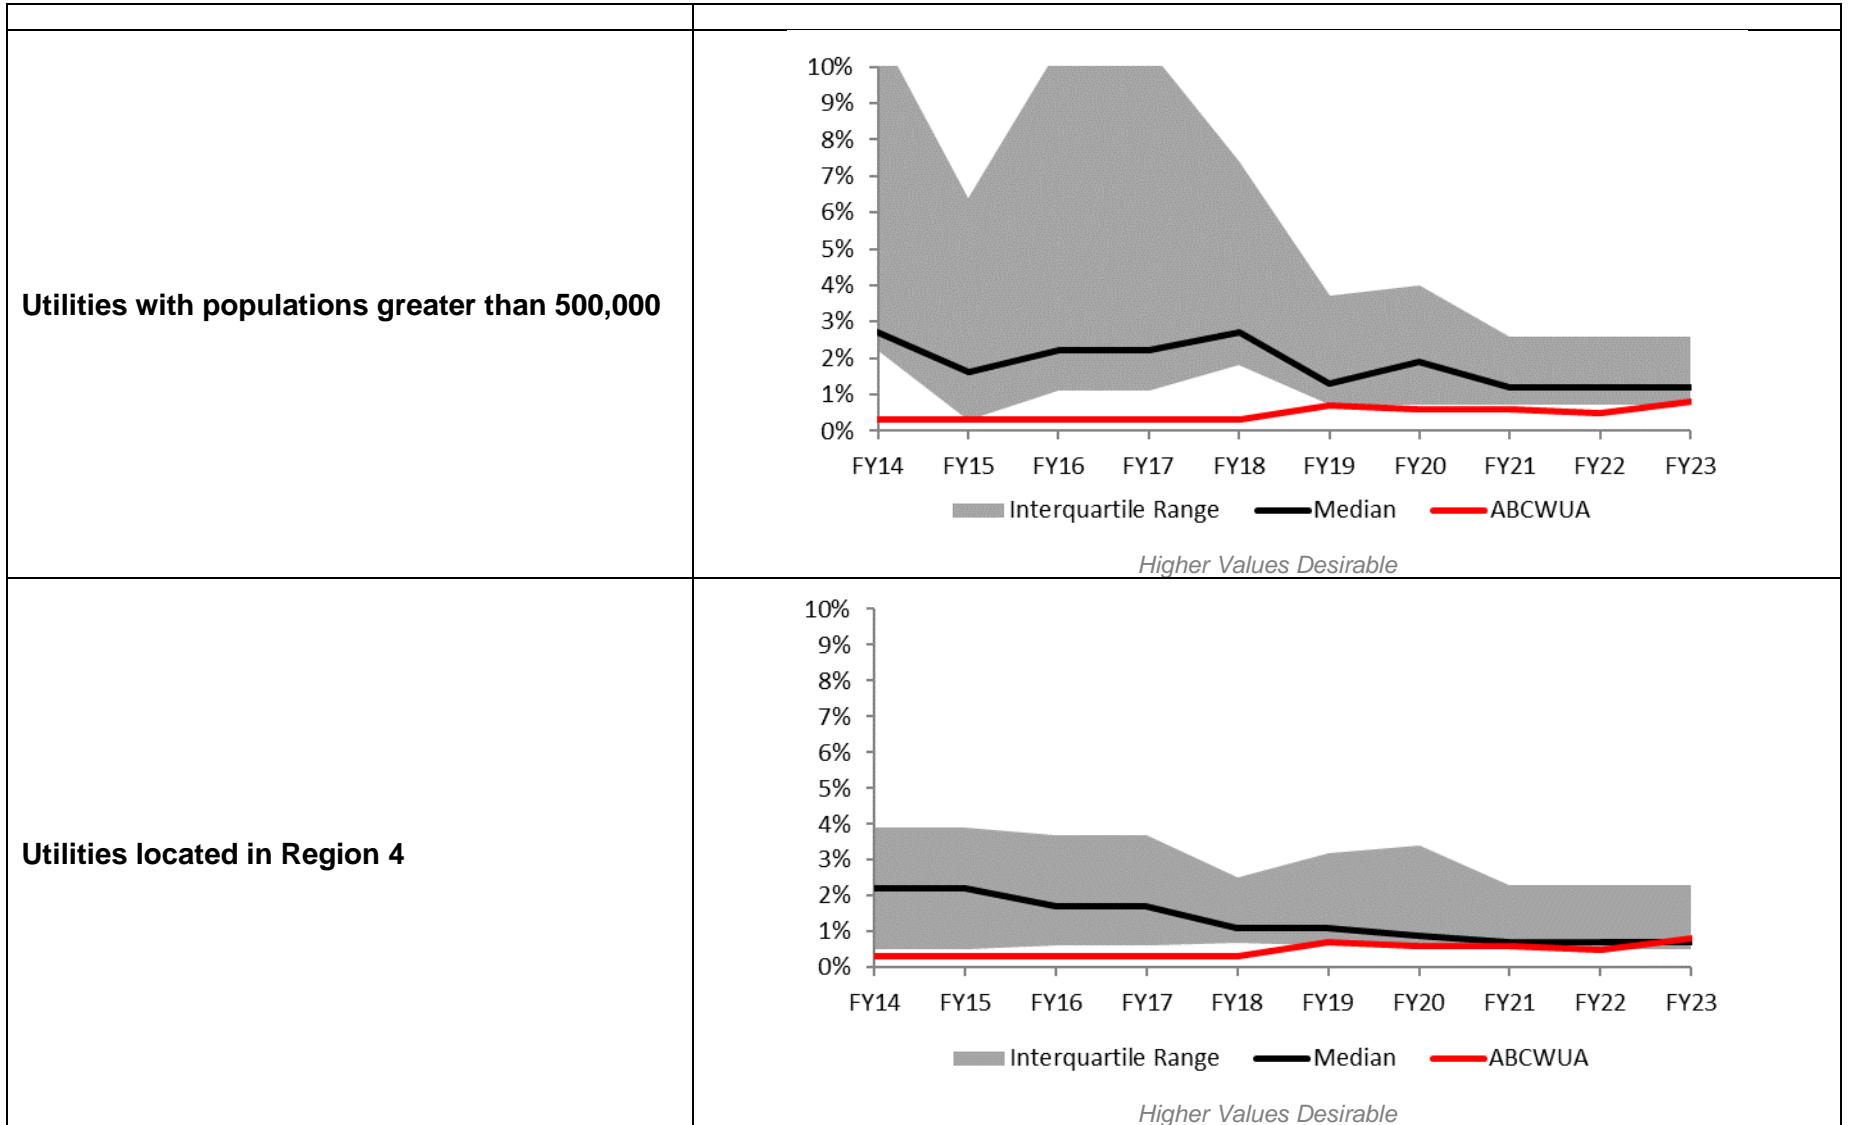 10%
9%
8%
7%
6%
5%
4%
3%
2%
1%
0%
Utilities with populations greater than 500,000
FY14 FY15 FY16 FY17 FY18 FY19 FY20 FY21 FY22 FY23
Interquartile Range Median ABCWUA
Higher Values Desirable
10%
9%
8%
7%
6%
5%
4%
3%
2%
1%
0%
Utilities located in Region 4
FY14 FY15 FY16 FY17 FY18 FY19 FY20 FY21 FY22 FY23
Interquartile Range Median ABCWUA
Higher Values Desirable